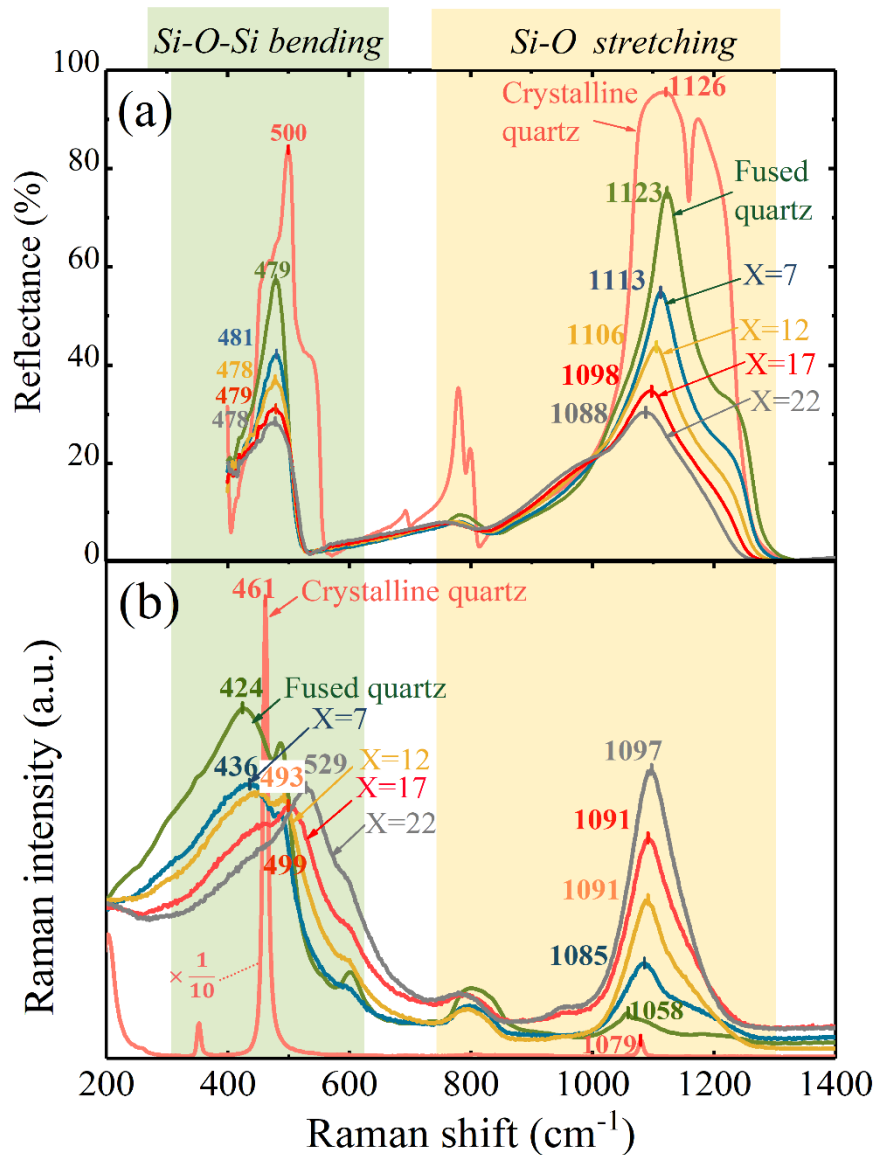 Si-O-Si bending
Si-O stretching
(a)
Reflectance (%)
100
80
60
40
20
0
500
479
481
478
479
478
Crystalline
quartz
1126
Fused
quartz
1123
1113
X=7
1106
X=12
1098
X=17
1088
X=22
(b)
Raman intensity (a.u.)
461
Crystalline quartz
424
Fused quartz
X=7
436
493
529
X=12
X=17
X=22
499
× 1/10
1097
1091
1091
1085
1058
1079
200
400
600
800
1000
1200
1400
Raman shift (cm⁻¹)